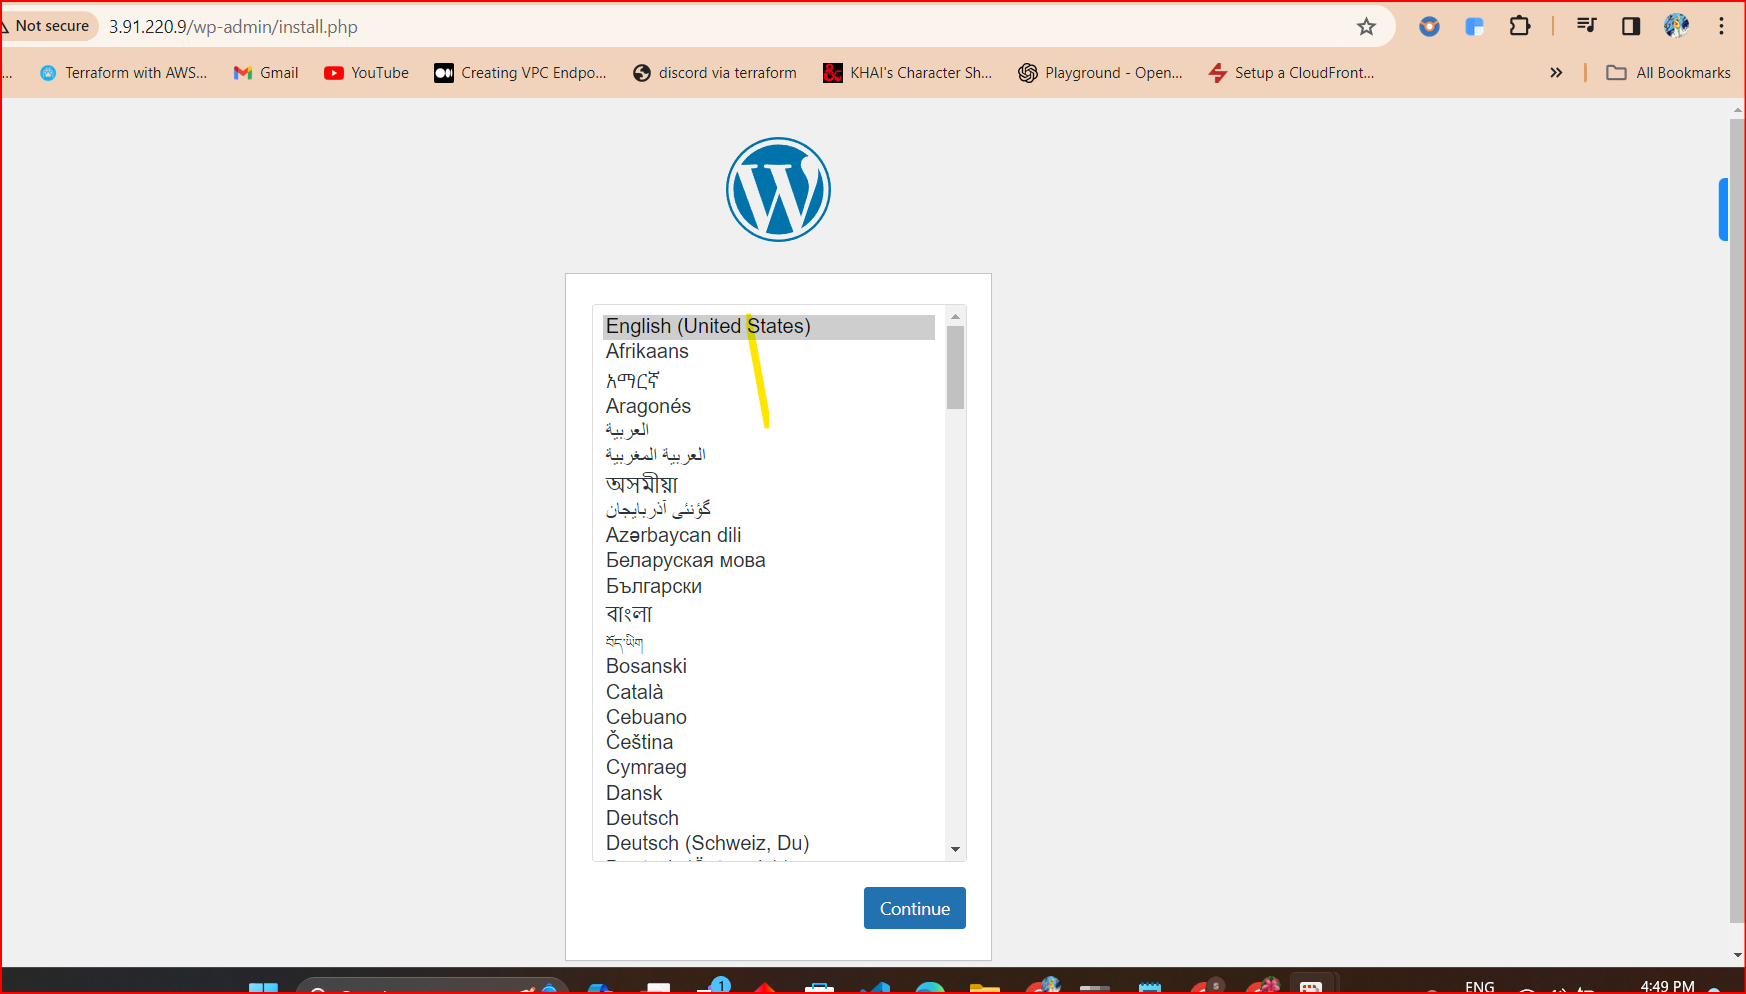 Not secure 3.91.220.9/wp-admin/install.php
... Terraform with AWS... Gmail YouTube Creating VPC Endpo... discord via terraform KHAI's Character Sh... Playground - Open... Setup a CloudFront... » All Bookmarks
English (United States)
Afrikaans
አማርኛ
Aragonés
العربية
العربية المغربية
অসমীয়া
گؤنئی آذربایجان
Azərbaycan dili
Беларуская мова
Български
বাংলা
བོད་ཡིག
Bosanski
Català
Cebuano
Čeština
Cymraeg
Dansk
Deutsch
Deutsch (Schweiz, Du)
Continue
1 ENG 4:49 PM